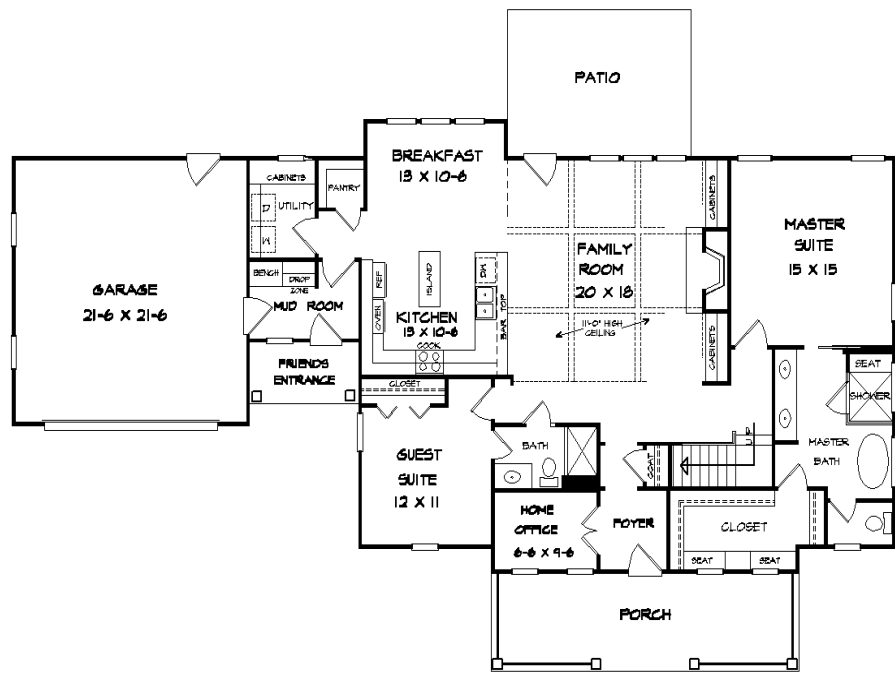 PATIO
BREAKFAST
13 X 10-6
CABINETS
PANTRY
D
UTILITY
W
CABINETS
MASTER
SUITE
15 X 15
FAMILY
ROOM
20 X 18
GARAGE
21-6 X 21-6
BENCH
DROP
ZONE
MUD ROOM
REF
ISLAND
DW
OVEN
KITCHEN
13 X 10-6
BAR TOP
COOK
11'-0" HIGH
CEILING
CABINETS
FRIENDS
ENTRANCE
CLOSET
SEAT
SHOWER
GUEST
SUITE
12 X 11
BATH
COAT
UP
MASTER
BATH
HOME
OFFICE
6-6 X 9-6
FOYER
CLOSET
SEAT
SEAT
PORCH